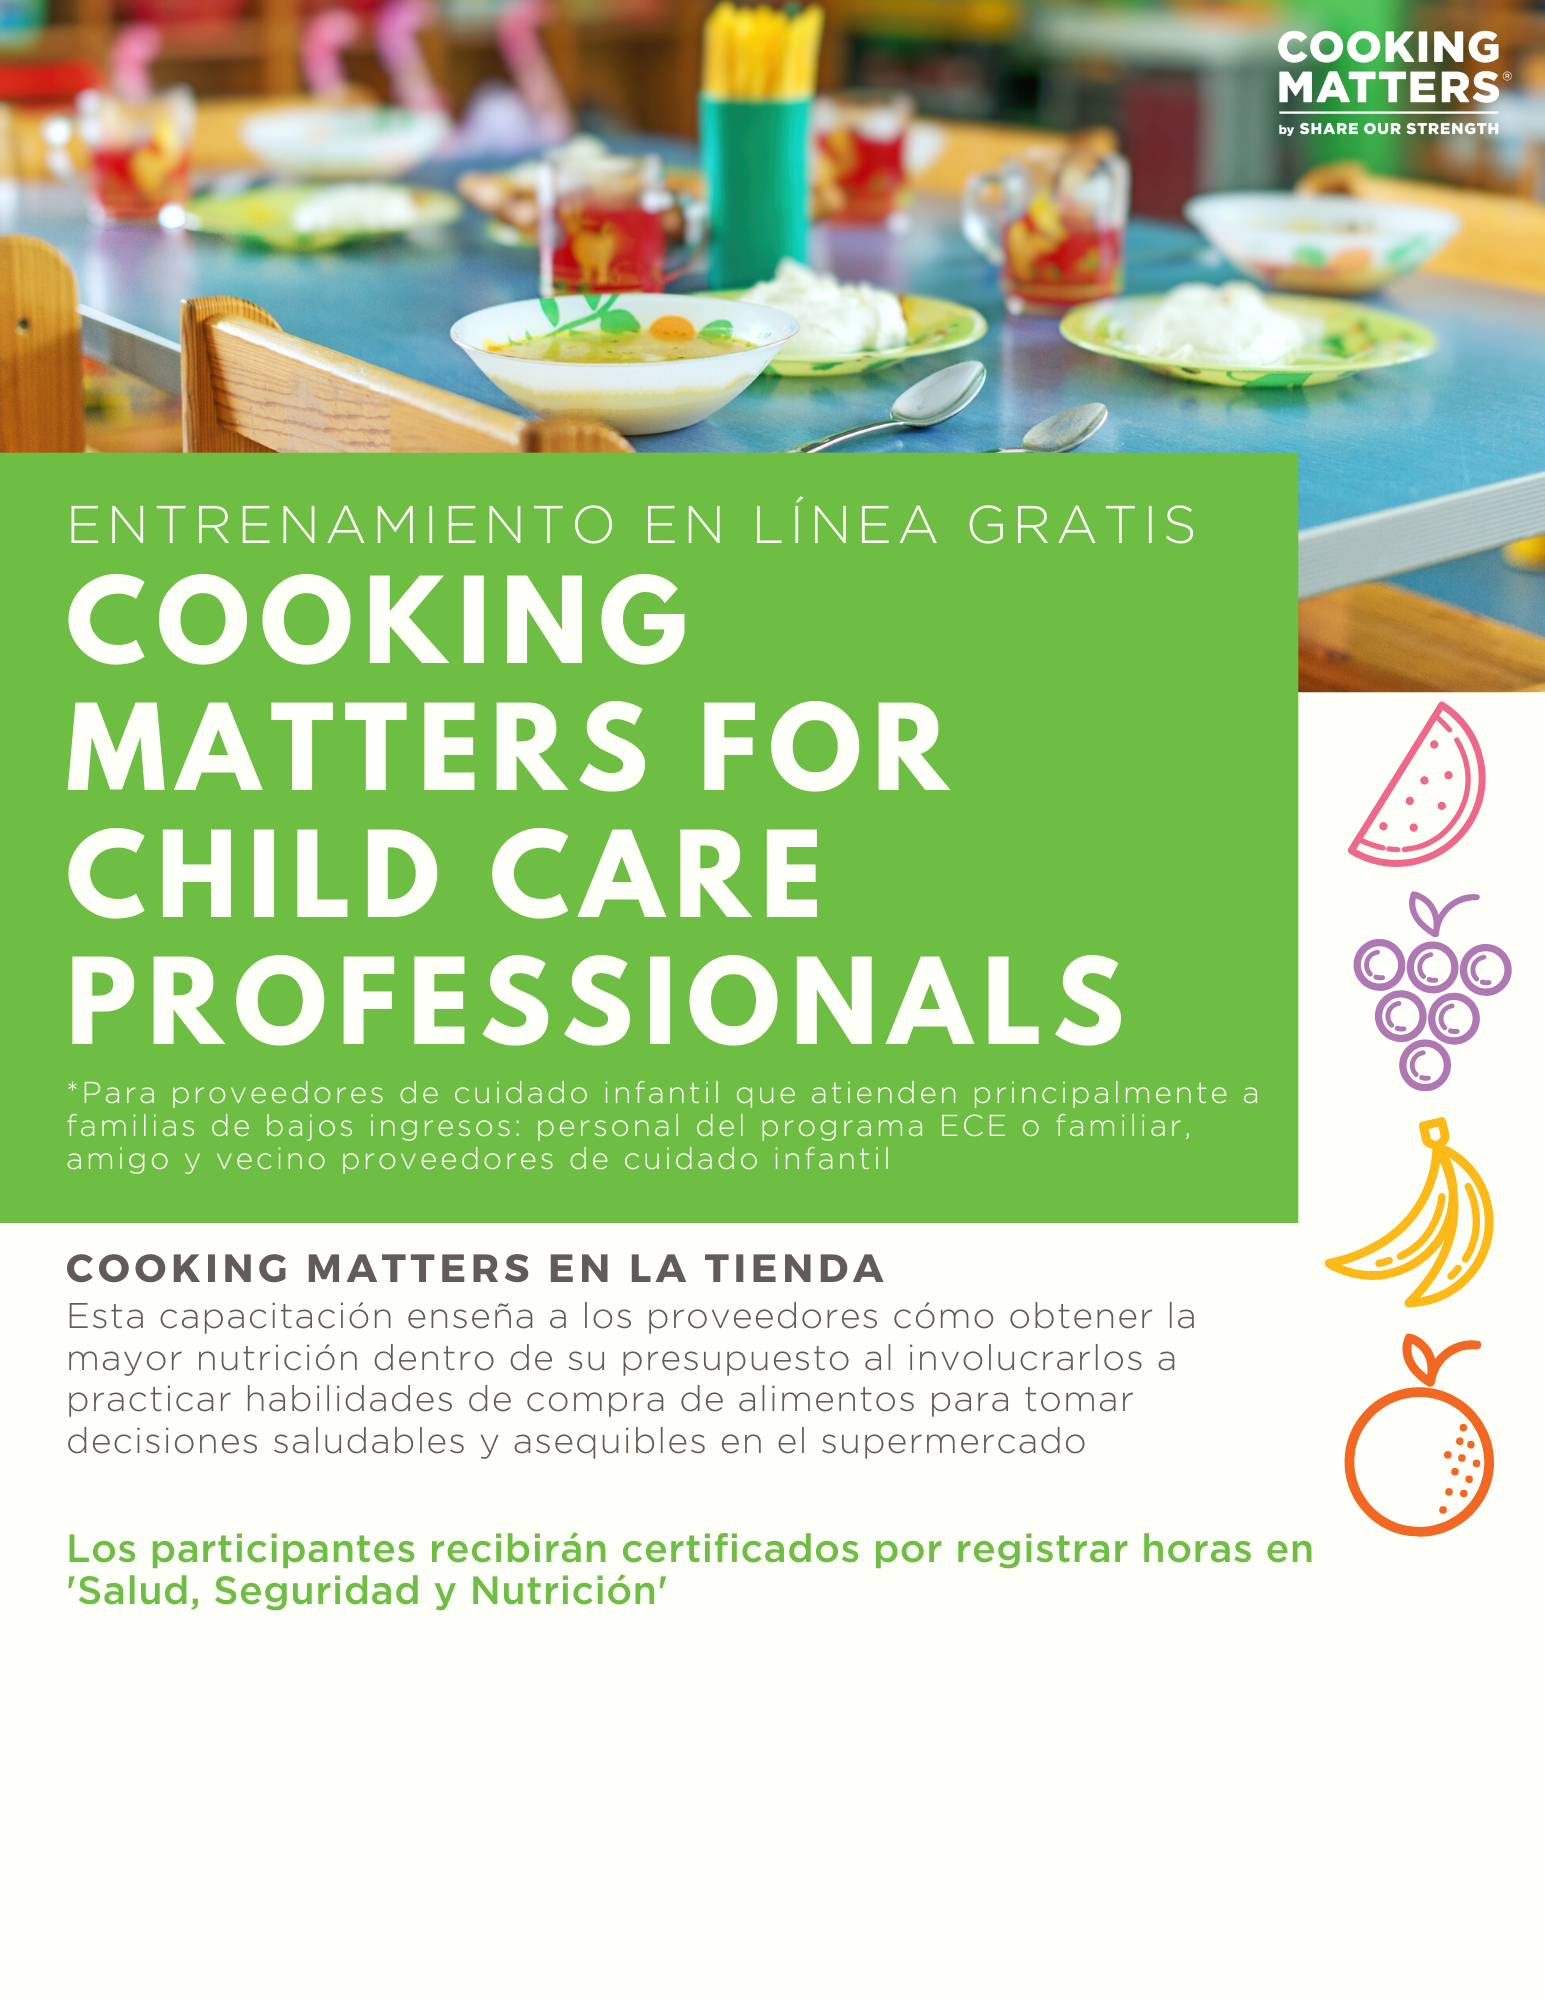 COOKING
MATTERS®
by SHARE OUR STRENGTH
ENTRENAMIENTO EN LÍNEA GRATIS
COOKING
MATTERS FOR
CHILD CARE
PROFESSIONALS
*Para proveedores de cuidado infantil que atienden principalmente a
familias de bajos ingresos: personal del programa ECE o familiar,
amigo y vecino proveedores de cuidado infantil
COOKING MATTERS EN LA TIENDA
Esta capacitación enseña a los proveedores cómo obtener la
mayor nutrición dentro de su presupuesto al involucrarlos a
practicar habilidades de compra de alimentos para tomar
decisiones saludables y asequibles en el supermercado
Los participantes recibirán certificados por registrar horas en
'Salud, Seguridad y Nutrición'